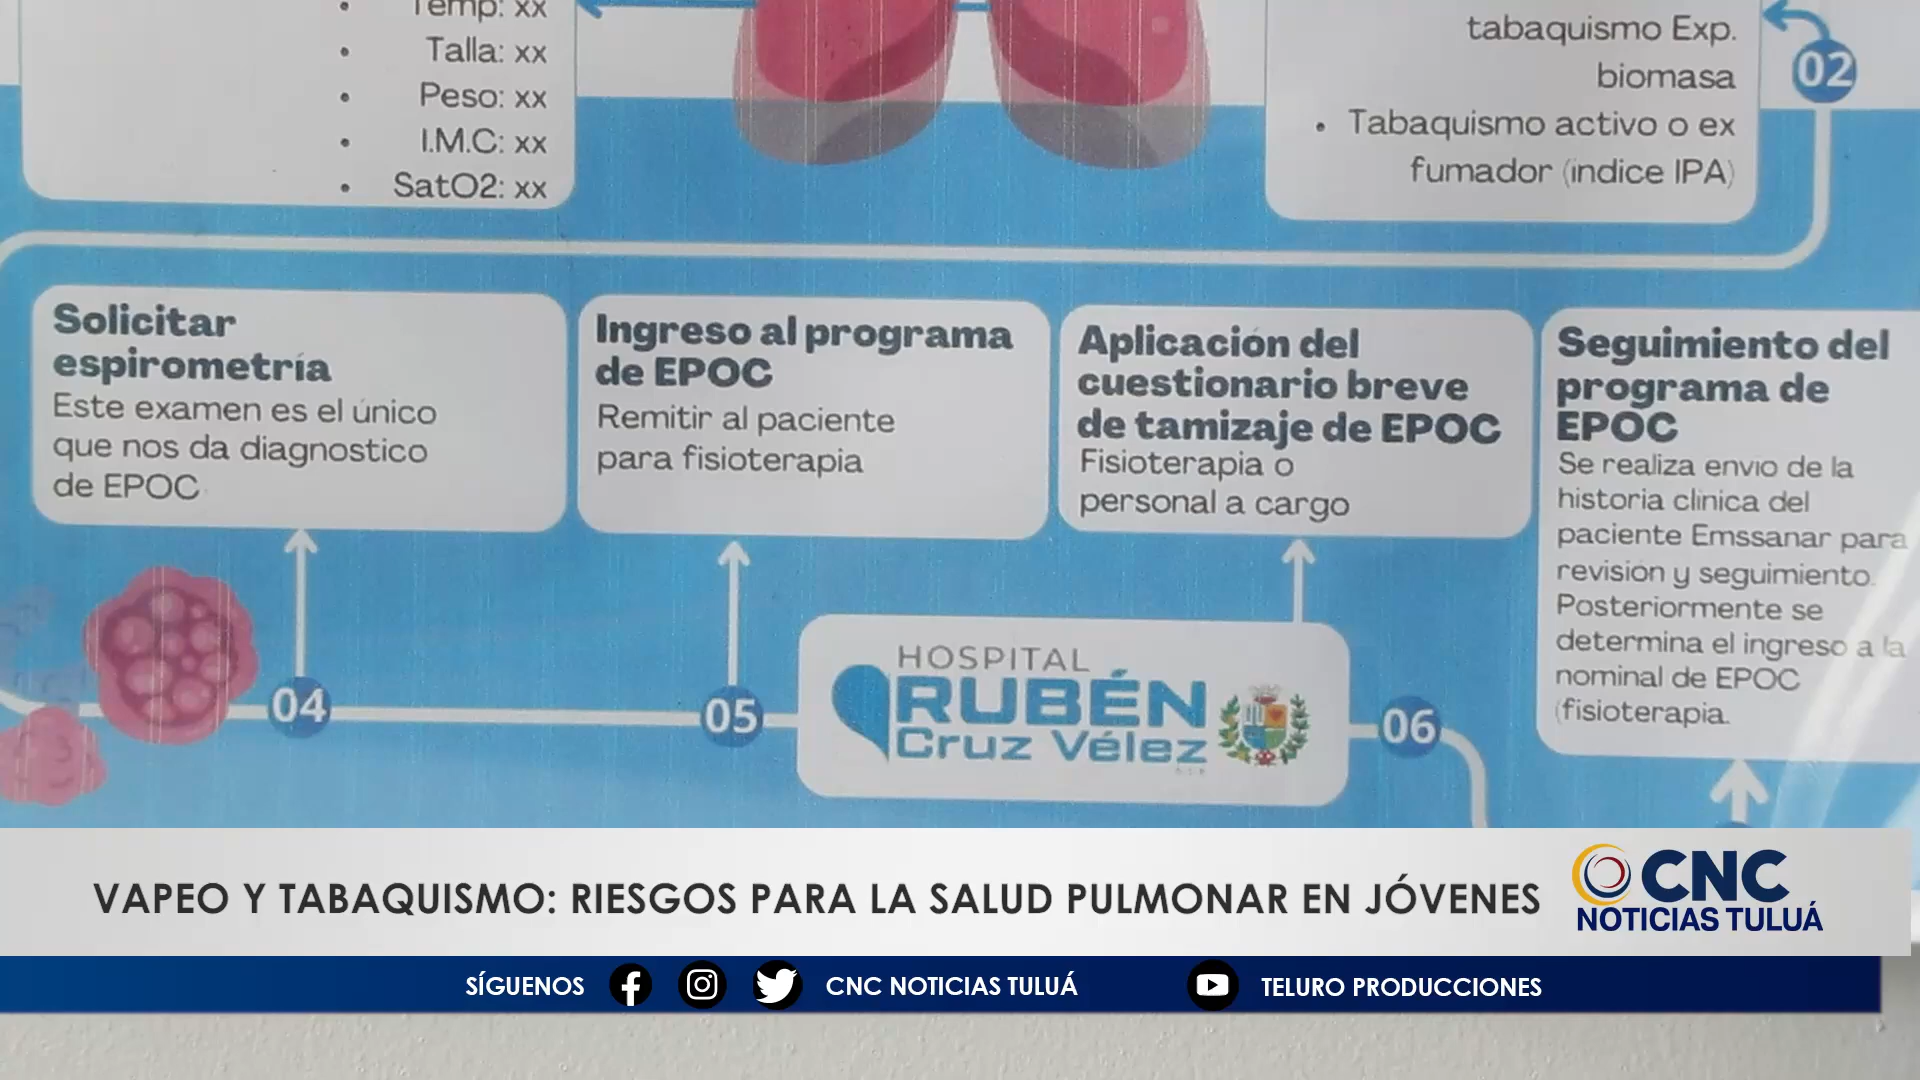 Temp: xx
Talla: xx
Peso: xx
I.M.C: xx
SatO2: xx
tabaquismo Exp.
biomasa
Tabaquismo activo o ex
fumador (indice IPA)
02
Solicitar
espirometría
Este examen es el único
que nos da diagnostico
de EPOC
Ingreso al programa
de EPOC
Remitir al paciente
para fisioterapia
Aplicación del
cuestionario breve
de tamizaje de EPOC
Fisioterapia o
personal a cargo
Seguimiento del
programa de
EPOC
Se realiza envio de la
historia clinica del
paciente Emssanar para
revisión y seguimiento.
Posteriormente se
determina el ingreso a la
nominal de EPOC
(fisioterapia.
04
05
HOSPITAL
RUBÉN
Cruz Vélez
06
VAPEO Y TABAQUISMO: RIESGOS PARA LA SALUD PULMONAR EN JÓVENES
CNC
NOTICIAS TULUÁ
SÍGUENOS
CNC NOTICIAS TULUÁ
TELURO PRODUCCIONES